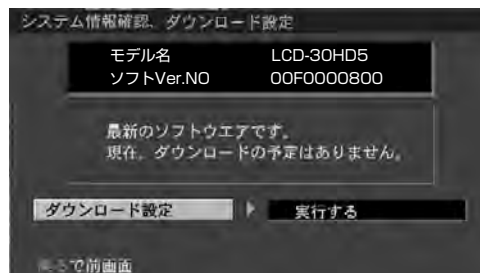 システム情報確認、ダウンロード設定
モデル名 LCD-30HD5
ソフトVer.NO 00F0000800
最新のソフトウエアです。
現在、ダウンロードの予定はありません。
ダウンロード設定 ▶ 実行する
で前画面